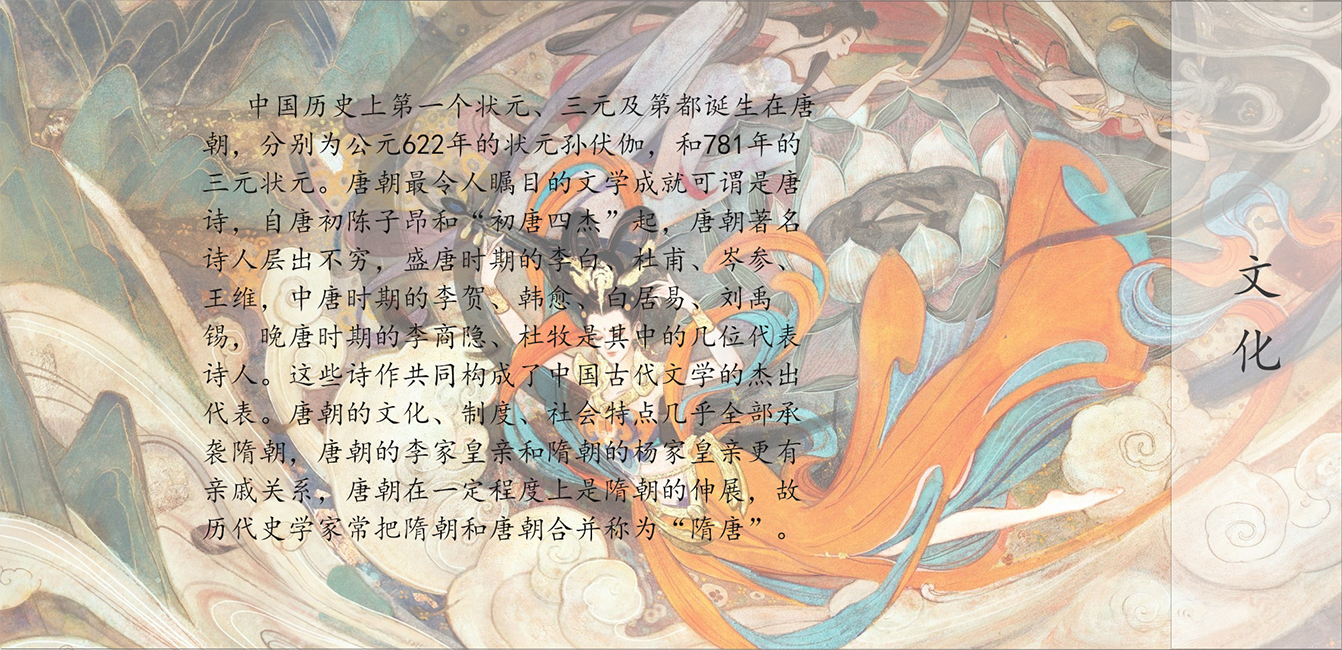 中国历史上第一个状元、三元及第都诞生在唐
朝，分别为公元622年的状元孙伏伽，和781年的
三元状元。唐朝最令人瞩目的文学成就可谓是唐
诗，自唐初陈子昂和“初唐四杰”起，唐朝著名
诗人层出不穷，盛唐时期的李白、杜甫、岑参、
王维，中唐时期的李贺、韩愈、白居易、刘禹
锡，晚唐时期的李商隐、杜牧是其中的几位代表
诗人。这些诗作共同构成了中国古代文学的杰出
代表。唐朝的文化、制度、社会特点几乎全部承
袭隋朝，唐朝的李家皇亲和隋朝的杨家皇亲更有
亲戚关系，唐朝在一定程度上是隋朝的伸展，故
历代史学家常把隋朝和唐朝合并称为“隋唐”。
文
化